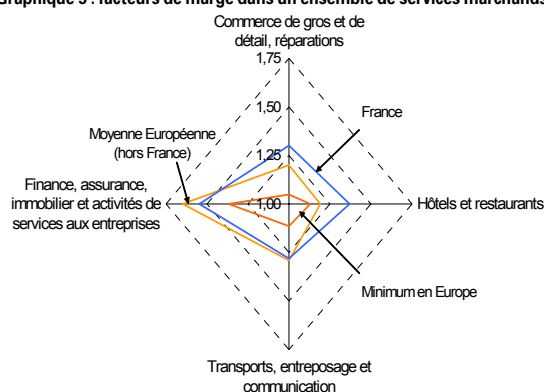 Graphique 5 : facteurs de marge dans un ensemble de services marchands
Commerce de gros et de
détail, réparations
1,75
1,50
France
Moyenne Européenne
(hors France)
1,25
Finance, assurance,
immobilier et activités de
services aux entreprises
1,00
Hôtels et restaurants
Minimum en Europe
Transports, entreposage et
communication